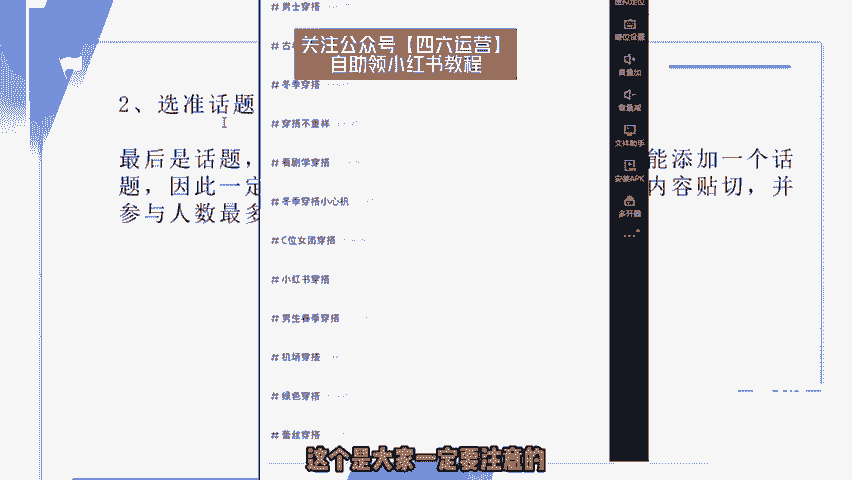 # 男士穿搭
关注公众号【四六运营】
自助领小红书教程
# 冬季穿搭
2、选准话题
# 穿搭不重样
最后是话题，
能添加一个话
# 看剧学穿搭
题，因此一定
内容贴切，并
# 冬季穿搭小心机
参与人数最多
# C位女团穿搭
# 小红书穿搭
# 男生春季穿搭
# 机场穿搭
# 绿色穿搭
# 蕾丝穿搭
键位设置
音量加
音量减
文件助手
安装APK
多开器
这个是大家一定要注意的